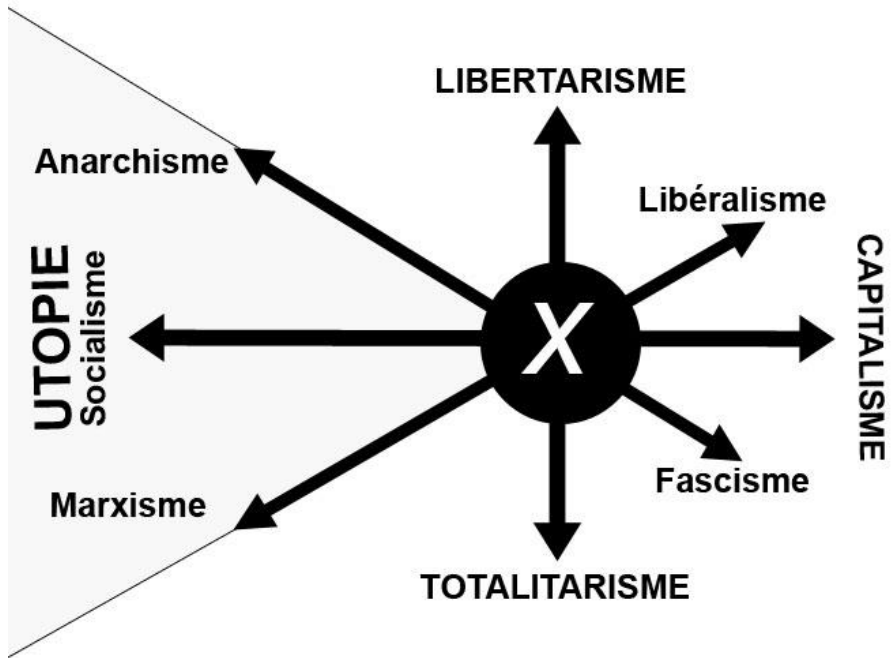 LIBERTARISME
Anarchisme
Libéralisme
UTOPIE
Socialisme
X
CAPITALISME
Marxisme
Fascisme
TOTALITARISME